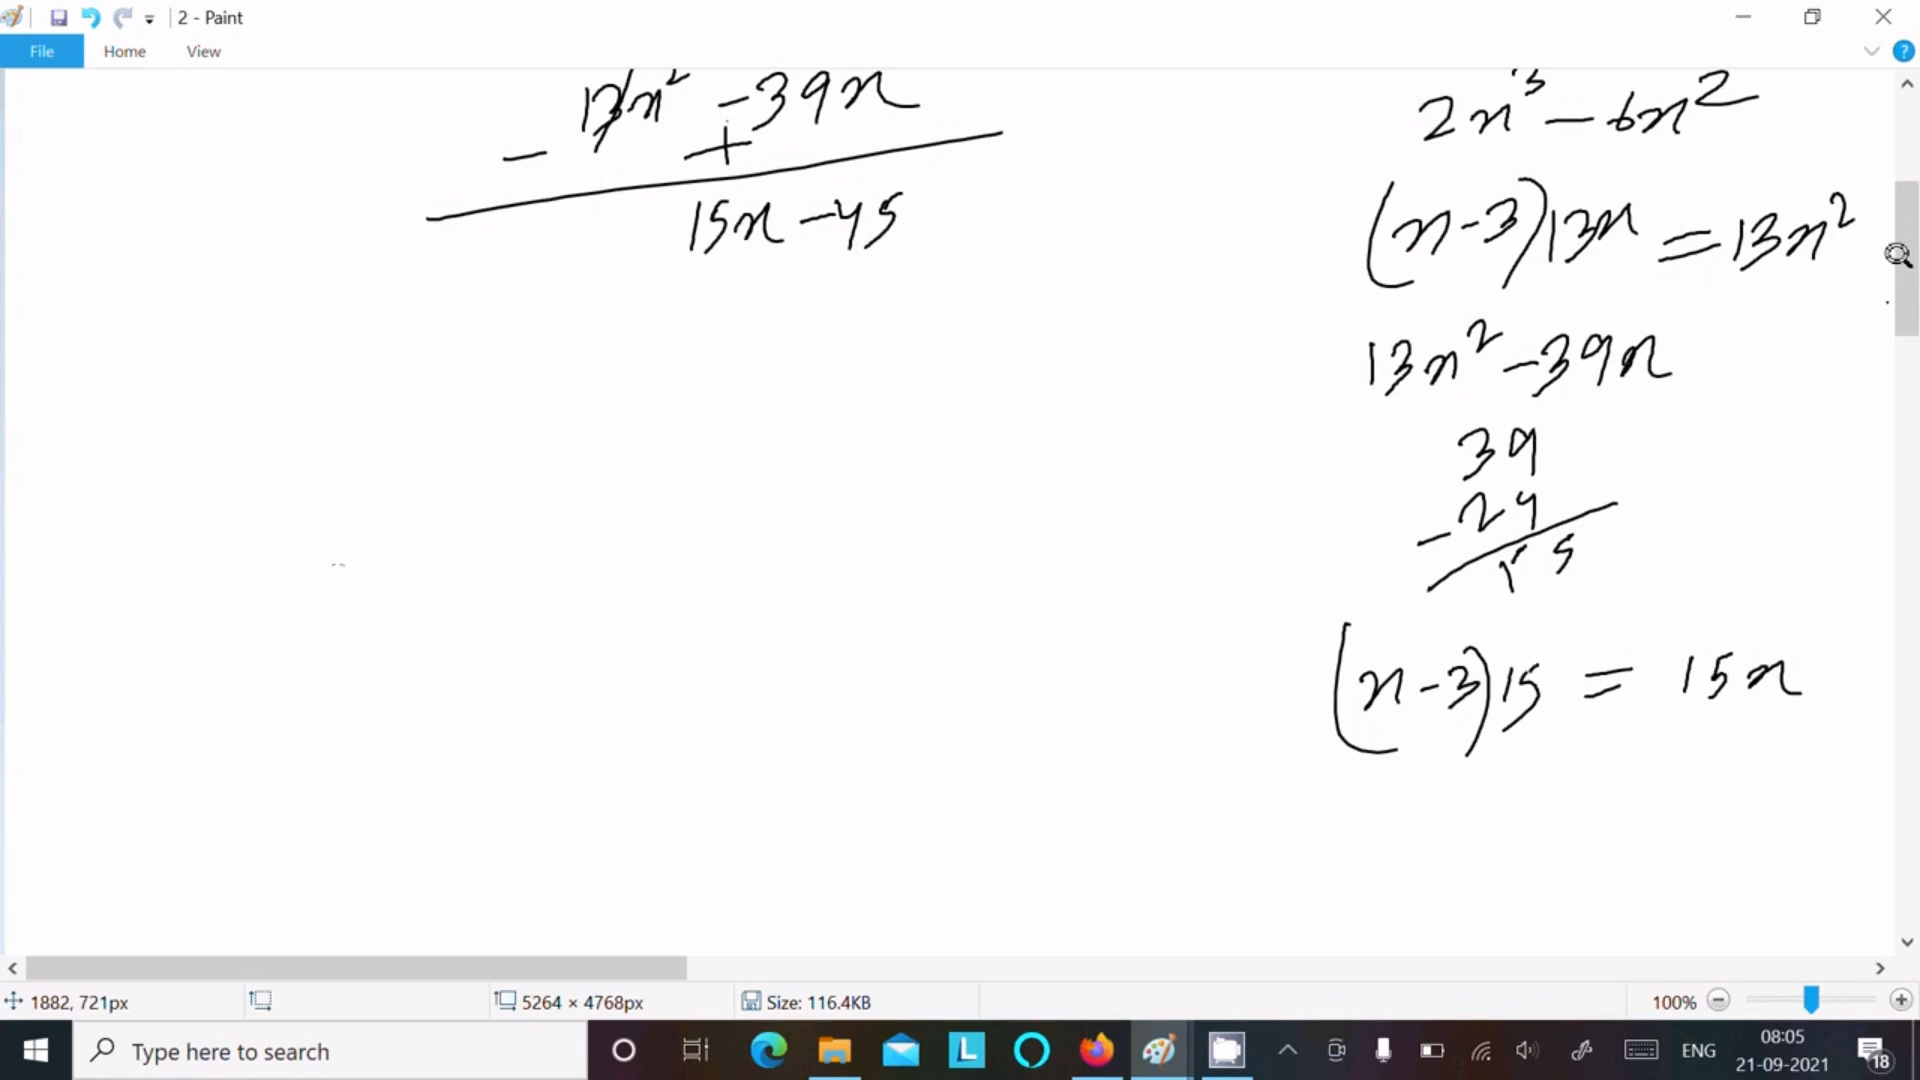 2 - Paint
File Home View
13x² - 39x
- +
15x - 45
2x³ - 6x²
(x-3)13x = 13x²
13x² - 39x
39
- 24
15
(x-3)15 = 15x
1882, 721px
5264 × 4768px
Size: 116.4KB
100%
Type here to search
L
ENG
08:05
21-09-2021
18